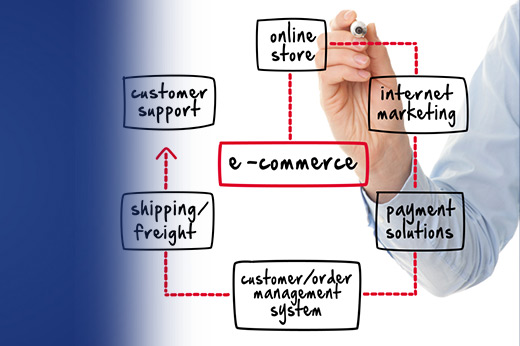 online
store
internet
marketing
customer
support
e-commerce
shipping/
freight
payment
solutions
customer/order
management
system